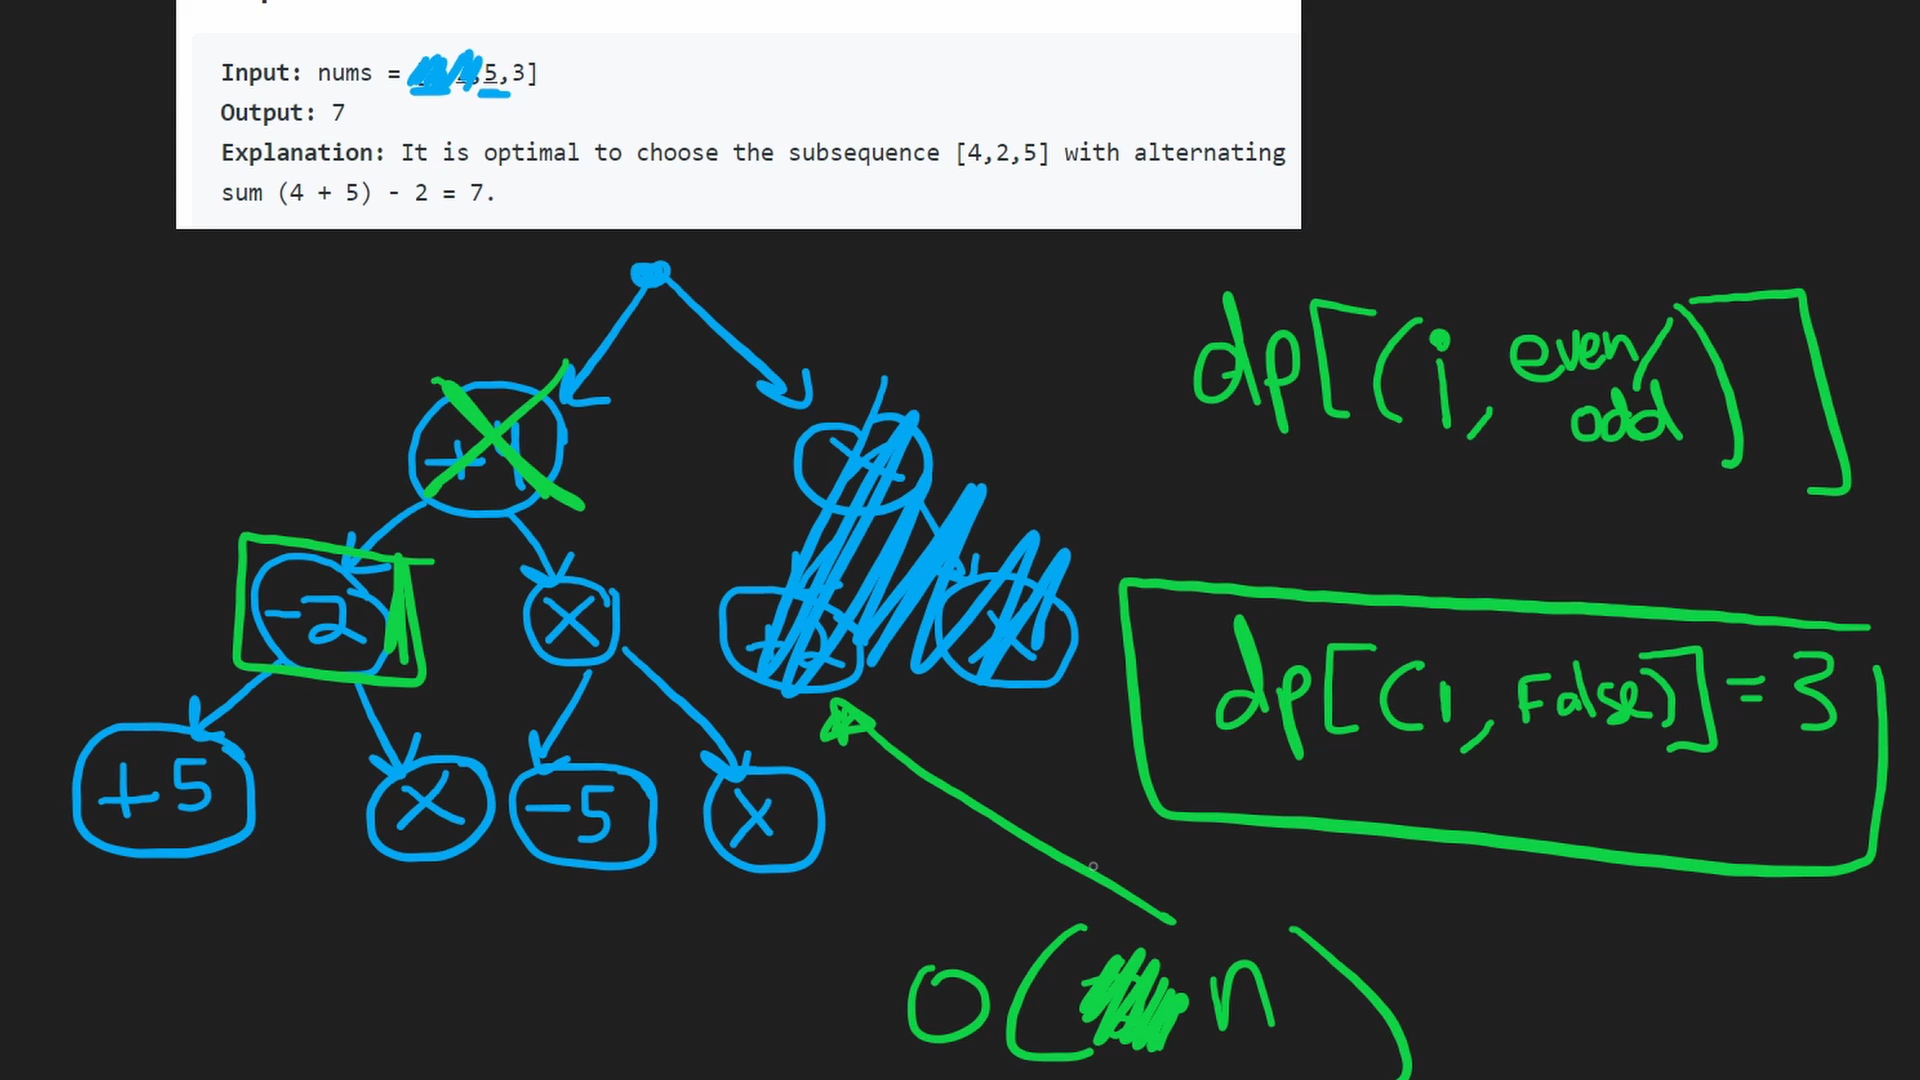 Input: nums = 5,3]
Output: 7
Explanation: It is optimal to choose the subsequence [4,2,5] with alternating
sum (4 + 5) - 2 = 7.
dp[(i, even/
odd)]
-2
X
dp[(1, False)] = 3
+5
X
-5
X
O( n )